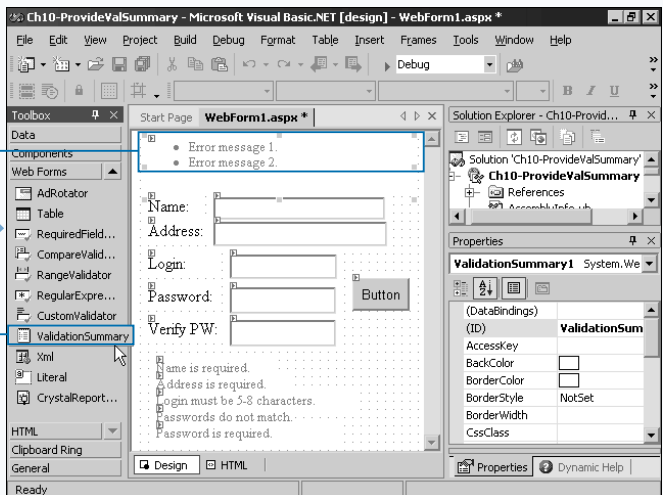 Ch10-ProvideValSummary - Microsoft Visual Basic.NET [design] - WebForm1.aspx *
File Edit View Project Build Debug Format Table Insert Frames Tools Window Help
Debug
B I U
Toolbox
Data
Components
Web Forms
AdRotator
Table
RequiredField...
CompareValid...
RangeValidator
RegularExpre...
CustomValidator
ValidationSummary
Xml
Literal
CrystalReport...
HTML
Clipboard Ring
General
Start Page WebForm1.aspx *
• Error message 1.
• Error message 2.
Name:
Address:
Login:
Password:
Button
Verify PW:
Name is required.
Address is required.
Login must be 5-8 characters.
Passwords do not match.
Password is required.
Design HTML
Solution Explorer - Ch10-Provid...
Solution 'Ch10-ProvideValSummary'
Ch10-ProvideValSummary
References
AssemblyInfo.vb
Properties
ValidationSummary1 System.We
(DataBindings)
(ID) ValidationSum
AccessKey
BackColor
BorderColor
BorderStyle NotSet
BorderWidth
CssClass
Properties Dynamic Help
Ready